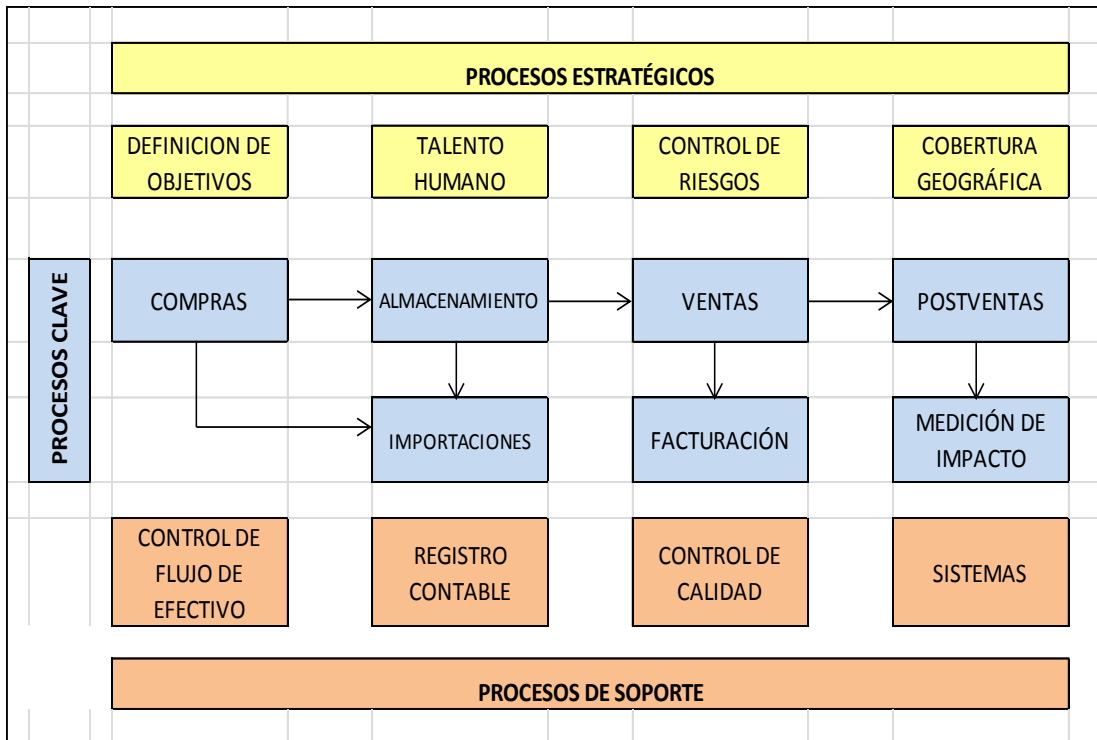 PROCESOS ESTRATÉGICOS
DEFINICION DE
OBJETIVOS
TALENTO
HUMANO
CONTROL DE
RIESGOS
COBERTURA
GEOGRÁFICA
PROCESOS CLAVE
COMPRAS
ALMACENAMIENTO
VENTAS
POSTVENTAS
IMPORTACIONES
FACTURACIÓN
MEDICIÓN DE
IMPACTO
CONTROL DE
FLUJO DE
EFECTIVO
REGISTRO
CONTABLE
CONTROL DE
CALIDAD
SISTEMAS
PROCESOS DE SOPORTE